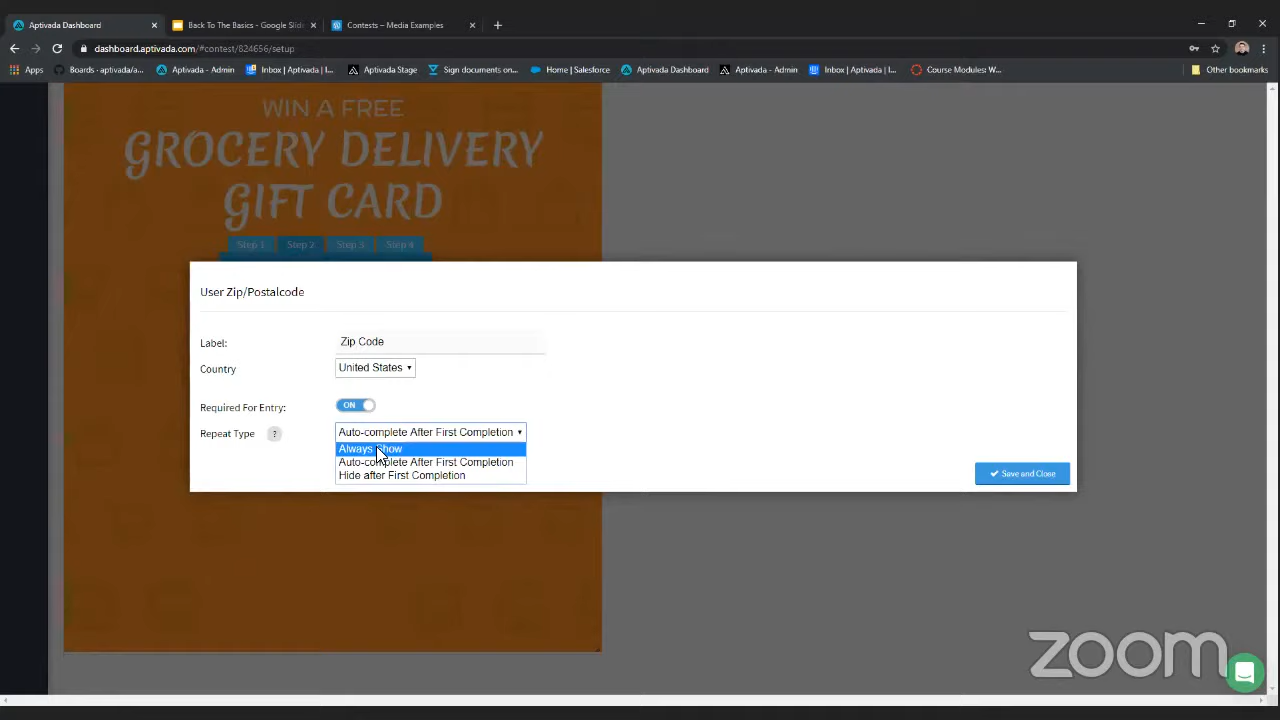 Aptivada Dashboard
Back To The Basics - Google Slide
Contests – Media Examples
dashboard.aptivada.com/#contest/824656/setup
Apps
Boards - aptivada/a...
Aptivada - Admin
Inbox | Aptivada | I...
Aptivada Stage
Sign documents on...
Home | Salesforce
Aptivada Dashboard
Aptivada - Admin
Inbox | Aptivada | I...
Course Modules: W...
Other bookmarks
WIN A FREE
GROCERY DELIVERY
GIFT CARD
Step 1 Step 2 Step 3 Step 4
User Zip/Postalcode
Label: Zip Code
Country United States
Required For Entry: ON
Repeat Type ? Auto-complete After First Completion
Always Show
Auto-complete After First Completion
Hide after First Completion
Save and Close
zoom